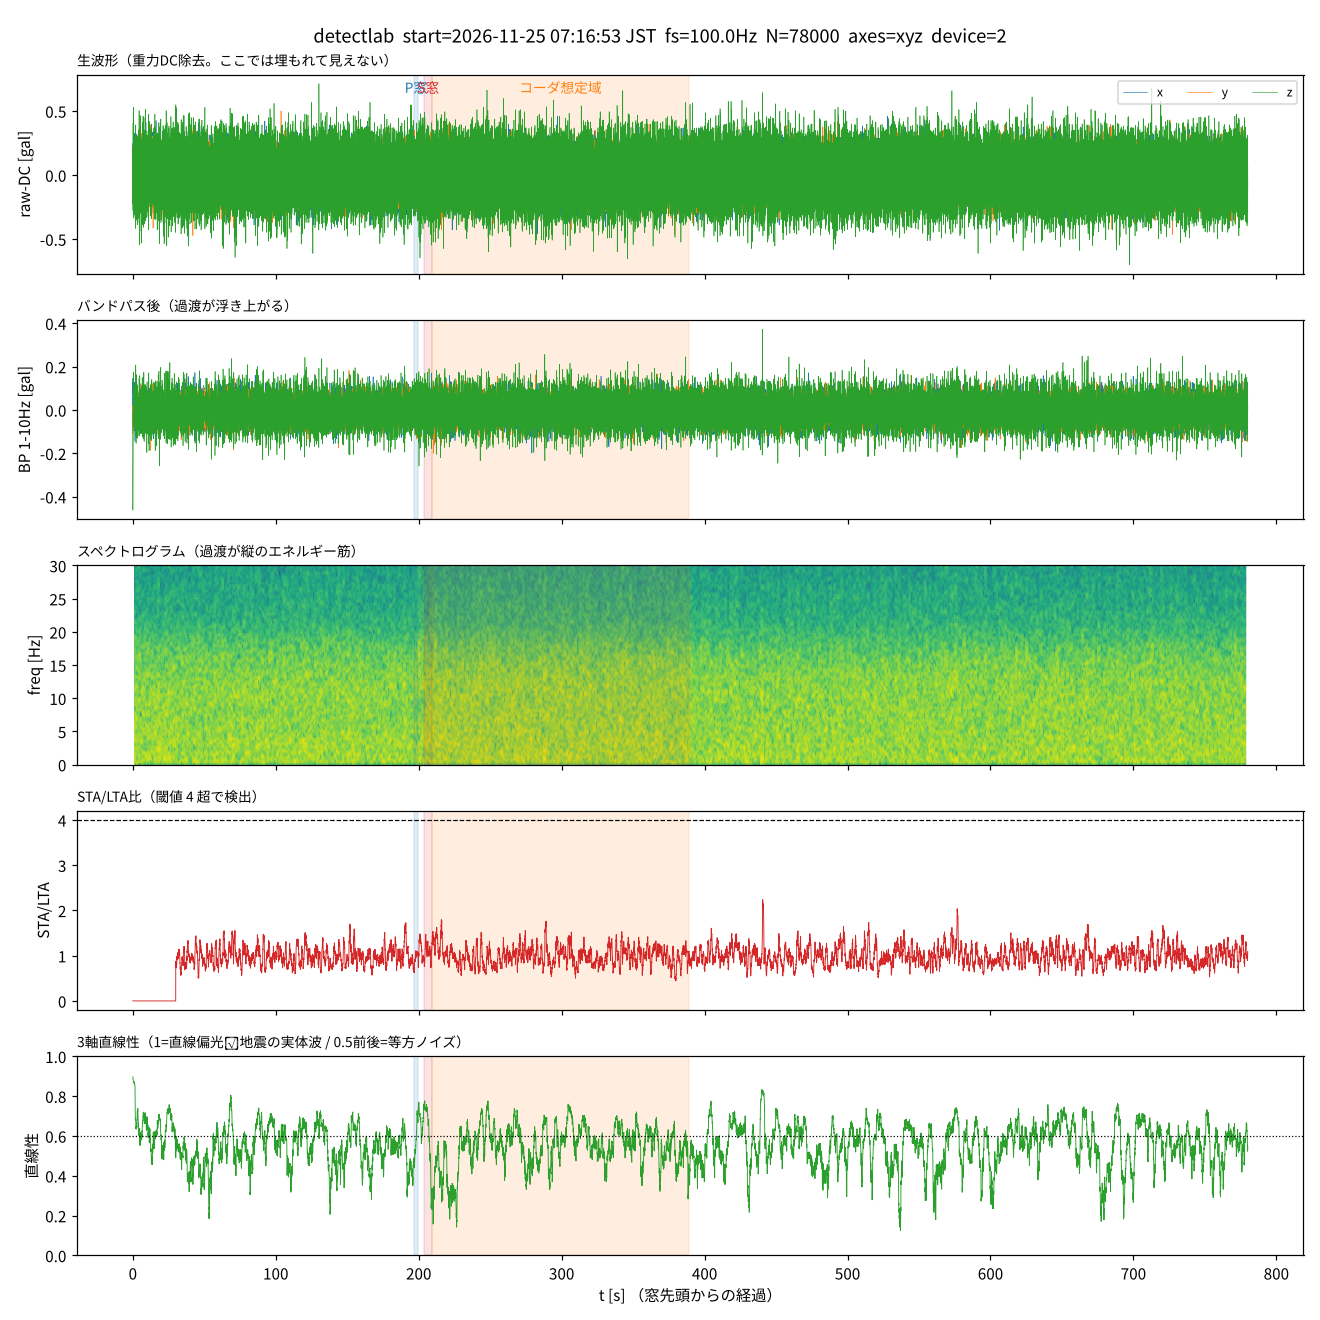 detectlab start=2026-11-25 07:16:53 JST fs=100.0Hz N=78000 axes=xyz device=2
生波形（重力DC除去。ここでは埋もれて見えない）
P窓 S窓 コーダ想定域
x y z
raw-DC [gal]
0.5
0.0
-0.5
バンドパス後（過渡が浮き上がる）
BP 1-10Hz [gal]
0.4
0.2
0.0
-0.2
-0.4
スペクトログラム（過渡が縦のエネルギー筋）
freq [Hz]
30
25
20
15
10
5
0
STA/LTA比（閾値４超で検出）
STA/LTA
4
3
2
1
0
3軸直線性（1=直線偏光 地震の実体波 / 0.5前後=等方ノイズ）
直線性
1.0
0.8
0.6
0.4
0.2
0.0
0 100 200 300 400 500 600 700 800
t [s] （窓先頭からの経過）